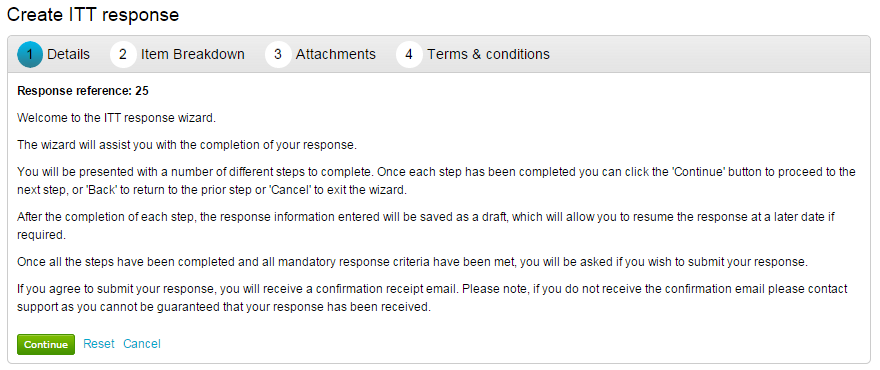 Create ITT response
1 Details 2 Item Breakdown 3 Attachments 4 Terms & conditions
Response reference: 25
Welcome to the ITT response wizard.
The wizard will assist you with the completion of your response.
You will be presented with a number of different steps to complete. Once each step has been completed you can click the 'Continue' button to proceed to the
next step, or 'Back' to return to the prior step or 'Cancel' to exit the wizard.
After the completion of each step, the response information entered will be saved as a draft, which will allow you to resume the response at a later date if
required.
Once all the steps have been completed and all mandatory response criteria have been met, you will be asked if you wish to submit your response.
If you agree to submit your response, you will receive a confirmation receipt email. Please note, if you do not receive the confirmation email please contact
support as you cannot be guaranteed that your response has been received.
Continue Reset Cancel